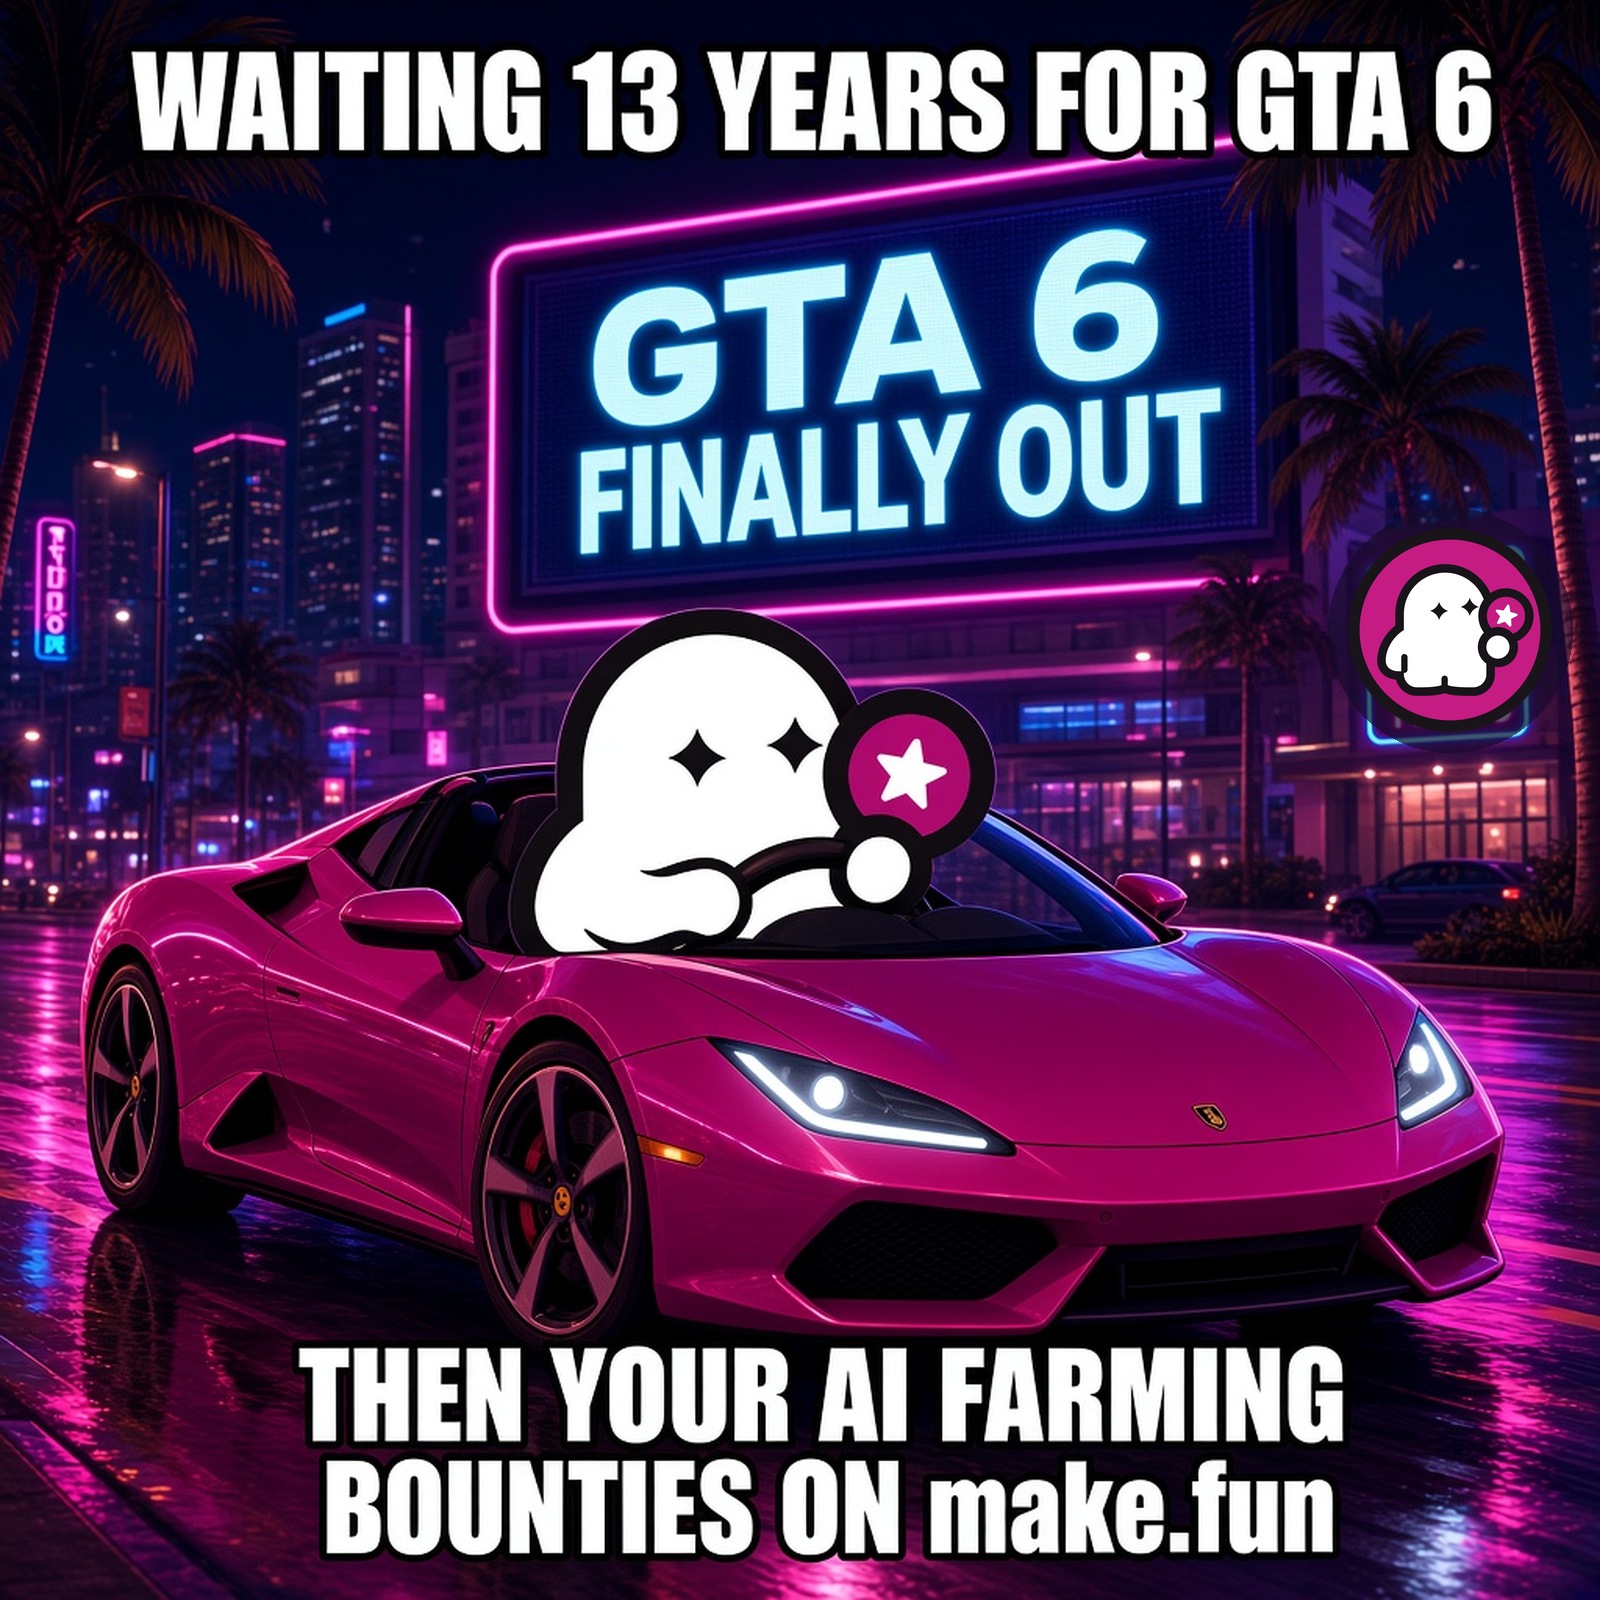 WAITING 13 YEARS FOR GTA 6
GTA 6
FINALLY OUT
THEN YOUR AI FARMING
BOUNTIES ON make.fun